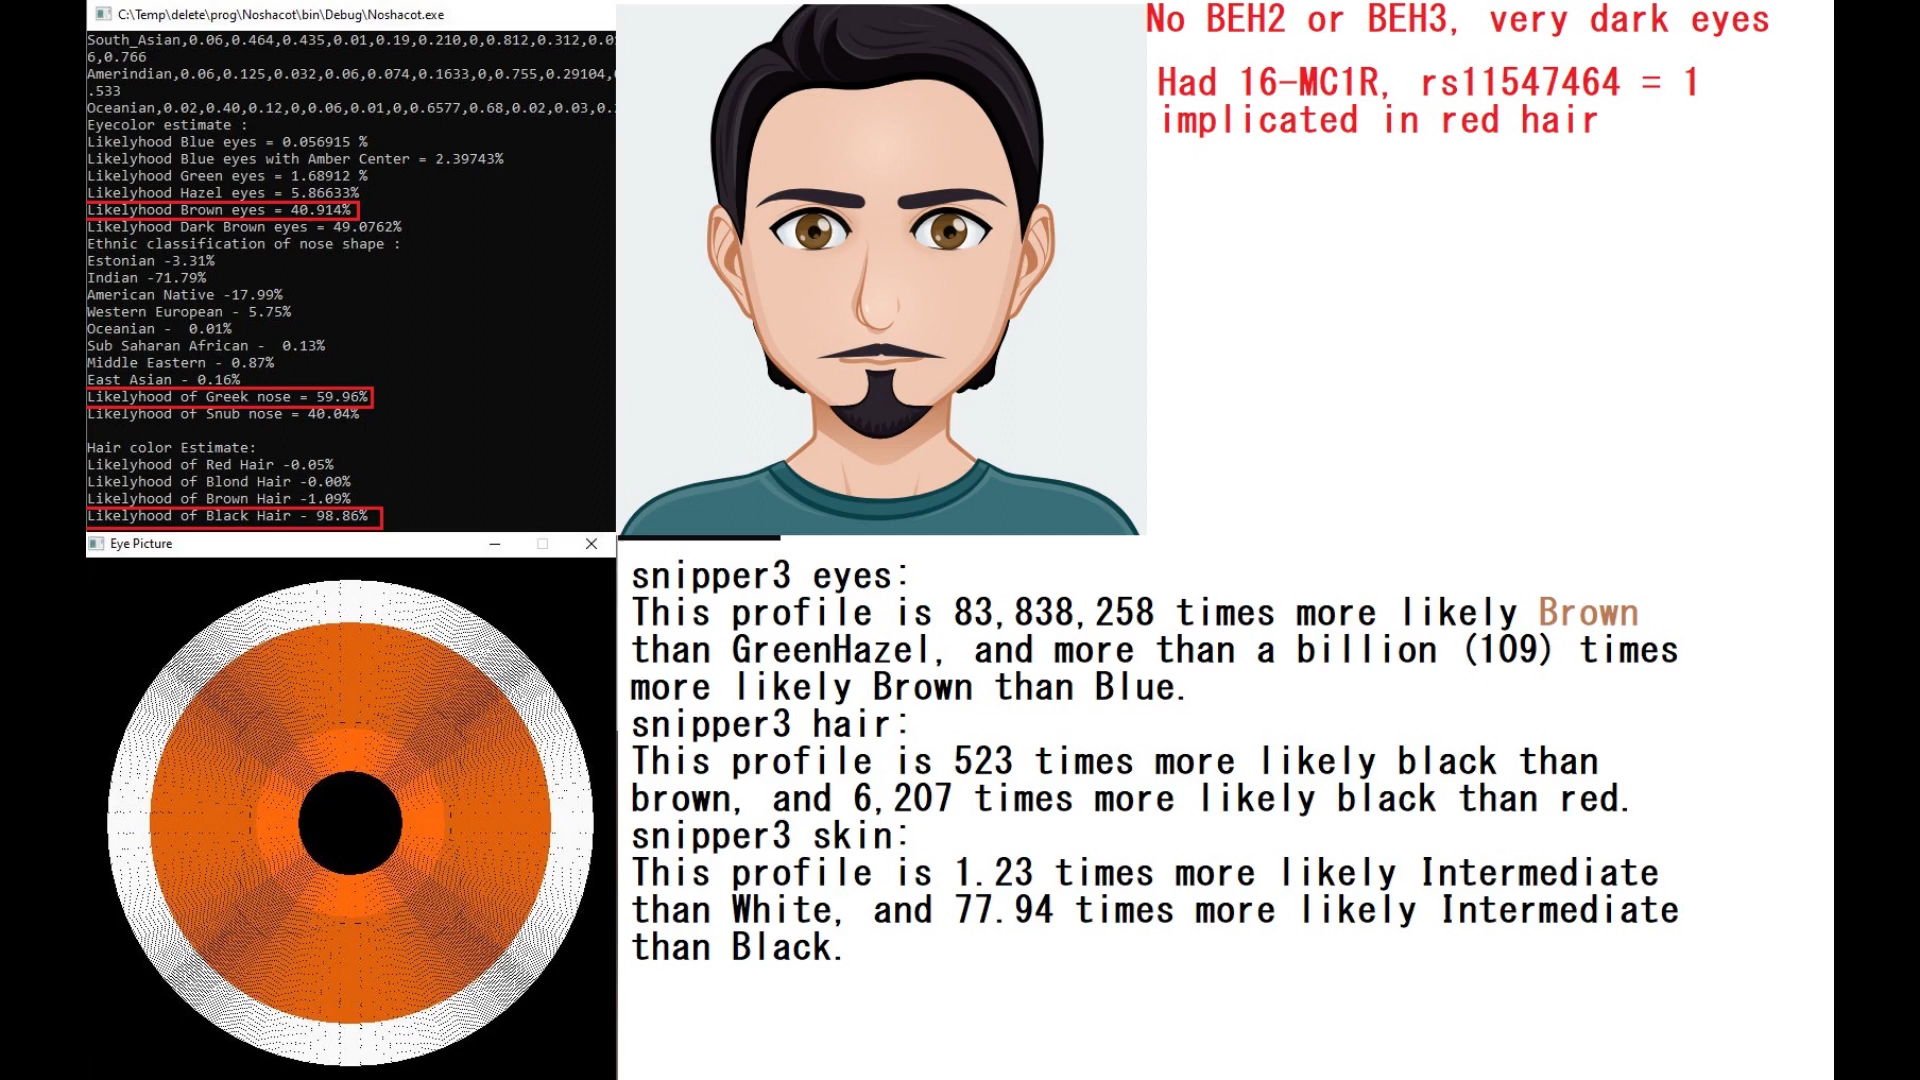 C:\Temp\delete\prog\Noshacot\bin\Debug\Noshacot.exe
South_Asian,0.06,0.464,0.435,0.01,0.19,0.210,0,0.812,0.312,0.0
6,0.766
Amerindian,0.06,0.125,0.032,0.06,0.074,0.1633,0,0.755,0.29104,
.533
Oceanian,0.02,0.40,0.12,0,0.06,0.01,0,0.6577,0.68,0.02,0.03,0.
Eyecolor estimate :
Likelyhood Blue eyes = 0.056915 %
Likelyhood Blue eyes with Amber Center = 2.39743%
Likelyhood Green eyes = 1.68912 %
Likelyhood Hazel eyes = 5.86633%
Likelyhood Brown eyes = 40.914%
Likelyhood Dark Brown eyes = 49.0762%
Ethnic classification of nose shape :
Estonian -3.31%
Indian -71.79%
American Native -17.99%
Western European - 5.75%
Oceanian -  0.01%
Sub Saharan African -  0.13%
Middle Eastern - 0.87%
East Asian - 0.16%
Likelyhood of Greek nose = 59.96%
Likelyhood of Snub nose = 40.04%
Hair color Estimate:
Likelyhood of Red Hair -0.05%
Likelyhood of Blond Hair -0.00%
Likelyhood of Brown Hair -1.09%
Likelyhood of Black Hair - 98.86%
Eye Picture
No BEH2 or BEH3, very dark eyes
Had 16-MC1R, rs11547464 = 1
implicated in red hair
snipper3 eyes:
This profile is 83,838,258 times more likely Brown
than GreenHazel, and more than a billion (109) times
more likely Brown than Blue.
snipper3 hair:
This profile is 523 times more likely black than
brown, and 6,207 times more likely black than red.
snipper3 skin:
This profile is 1.23 times more likely Intermediate
than White, and 77.94 times more likely Intermediate
than Black.